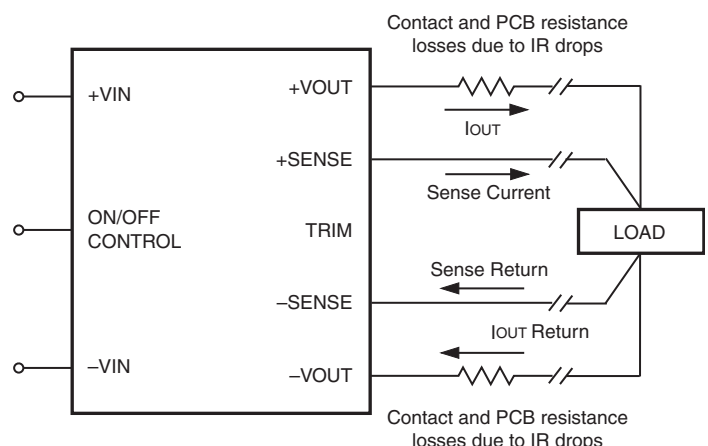 Contact and PCB resistance
losses due to IR drops
+VOUT
+VIN
IOUT
+SENSE
Sense Current
ON/OFF
CONTROL
TRIM
LOAD
Sense Return
–SENSE
IOUT Return
–VIN
–VOUT
Contact and PCB resistance
losses due to IR drops